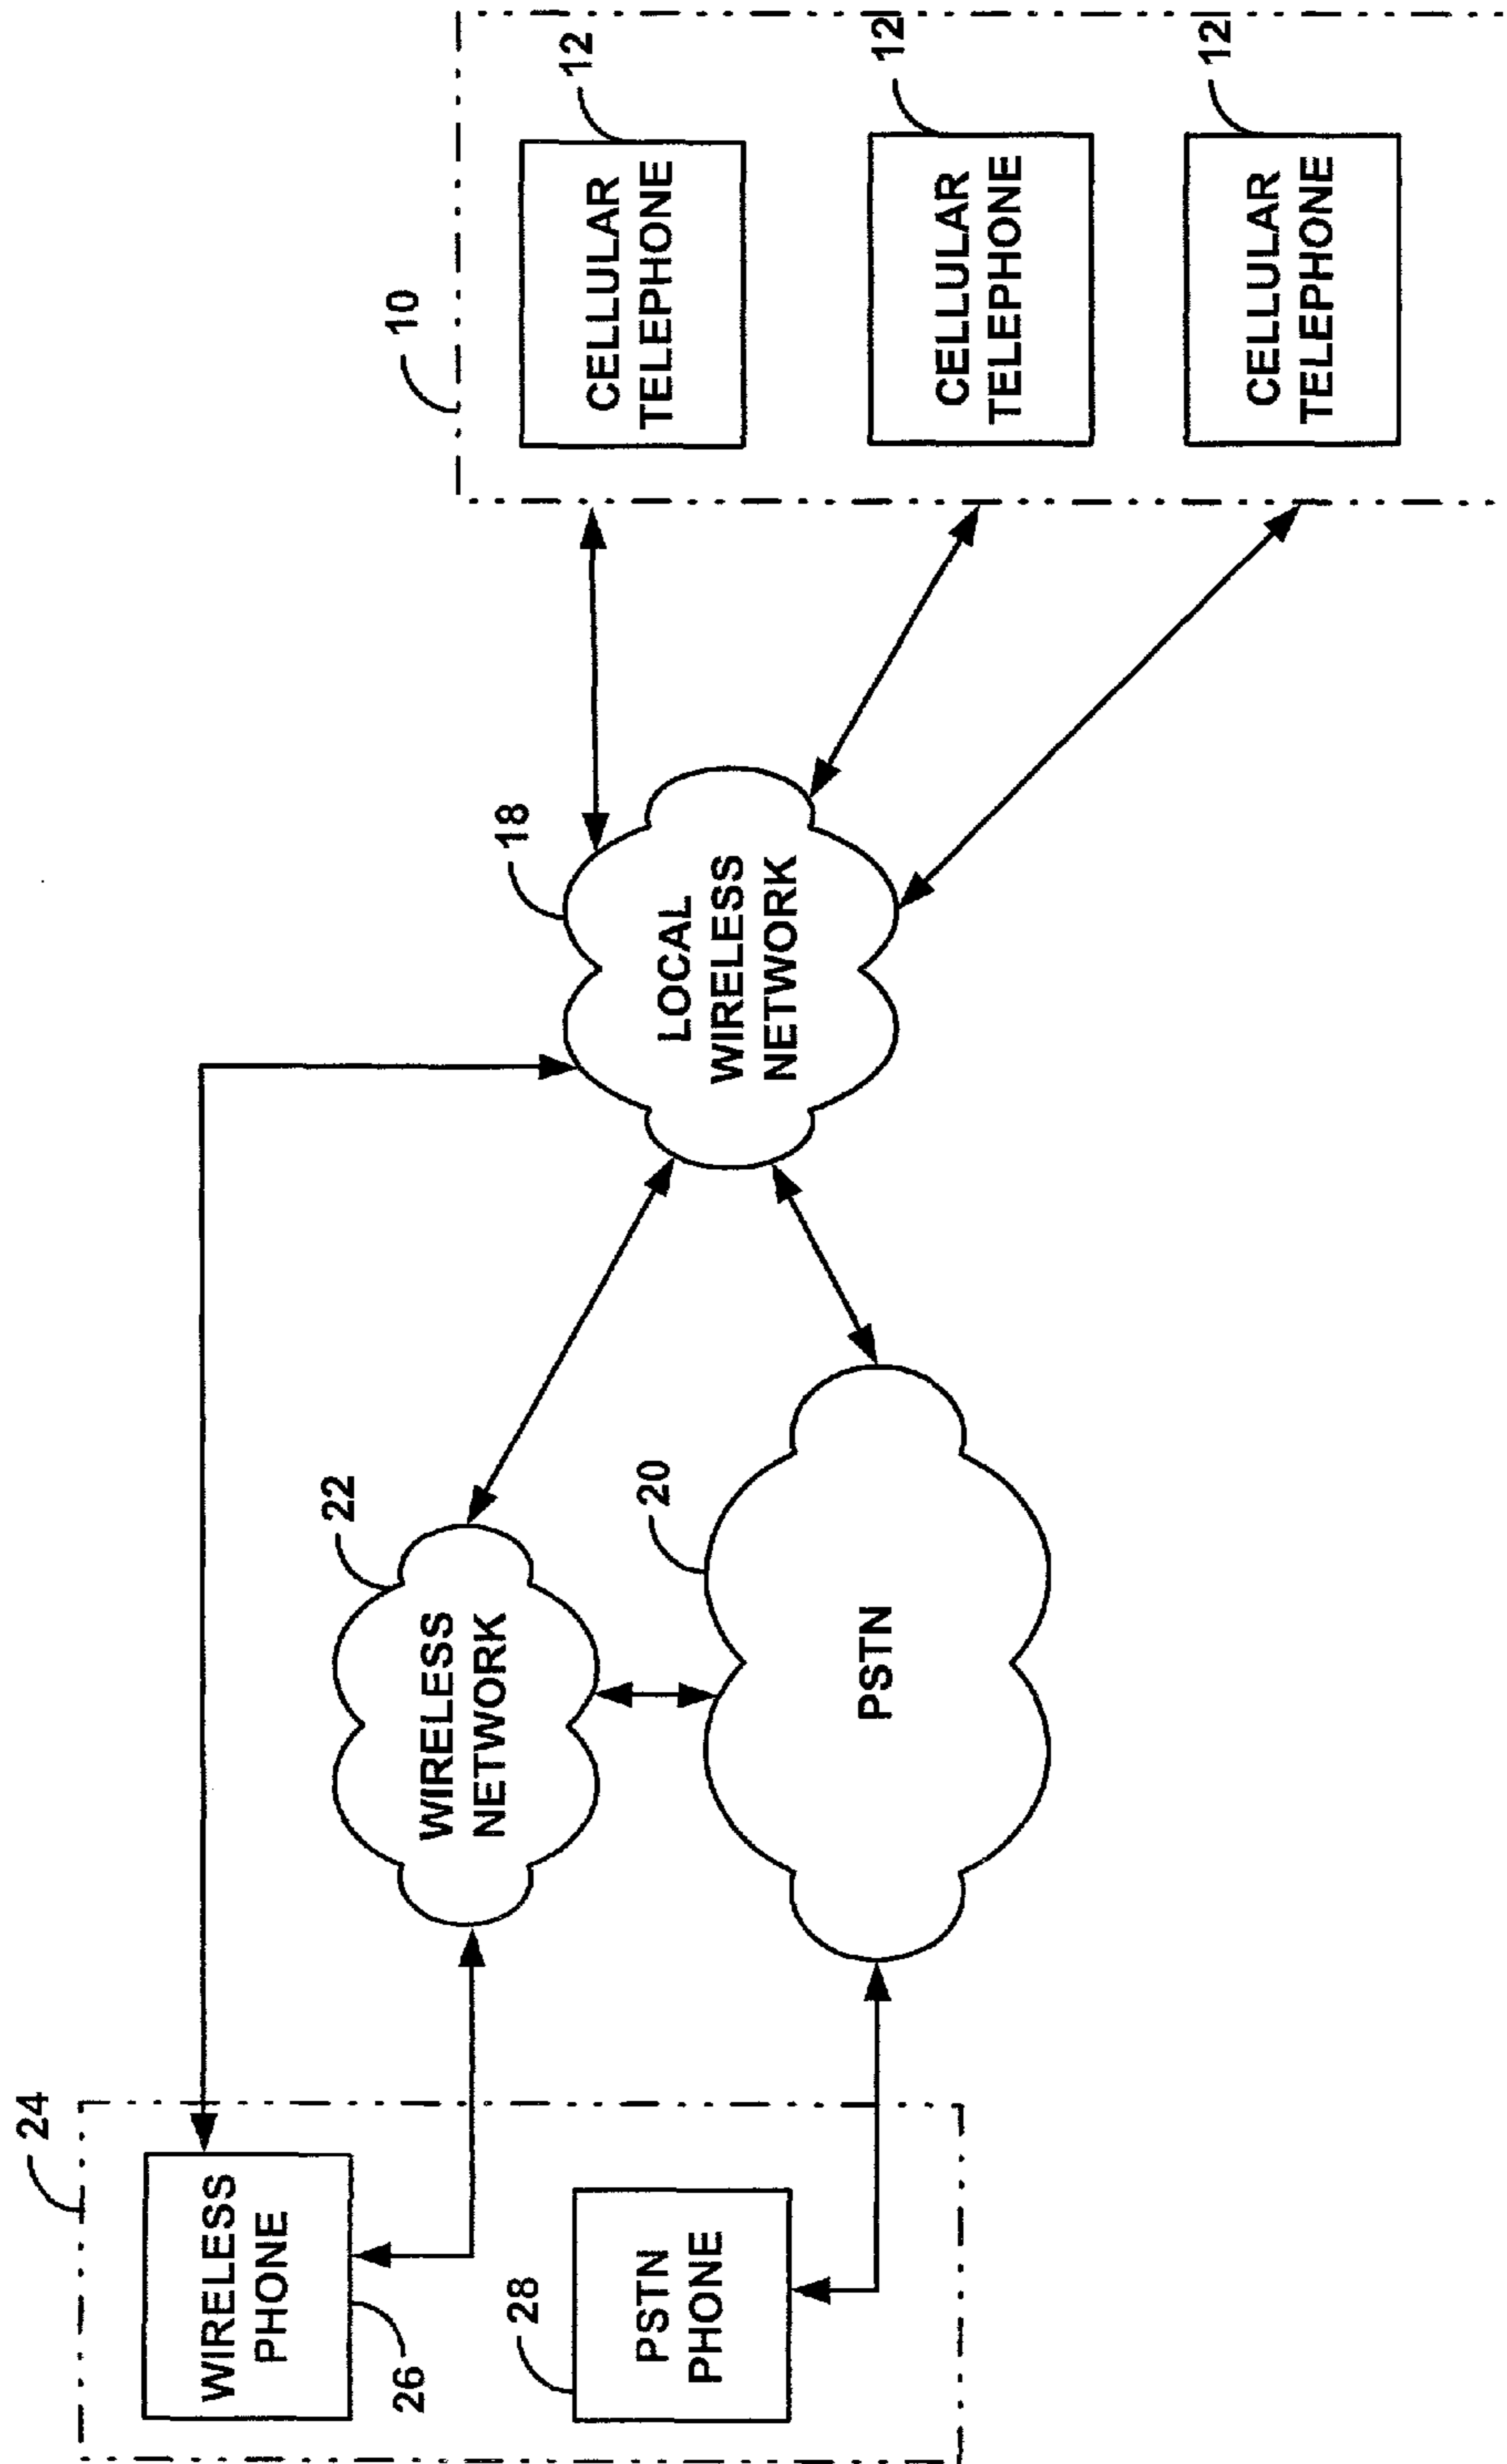 24
WIRELESS
PHONE
26
28
PSTN
PHONE
22
WIRELESS
NETWORK
20
PSTN
18
LOCAL
WIRELESS
NETWORK
10
CELLULAR
TELEPHONE
12
CELLULAR
TELEPHONE
12
CELLULAR
TELEPHONE
12